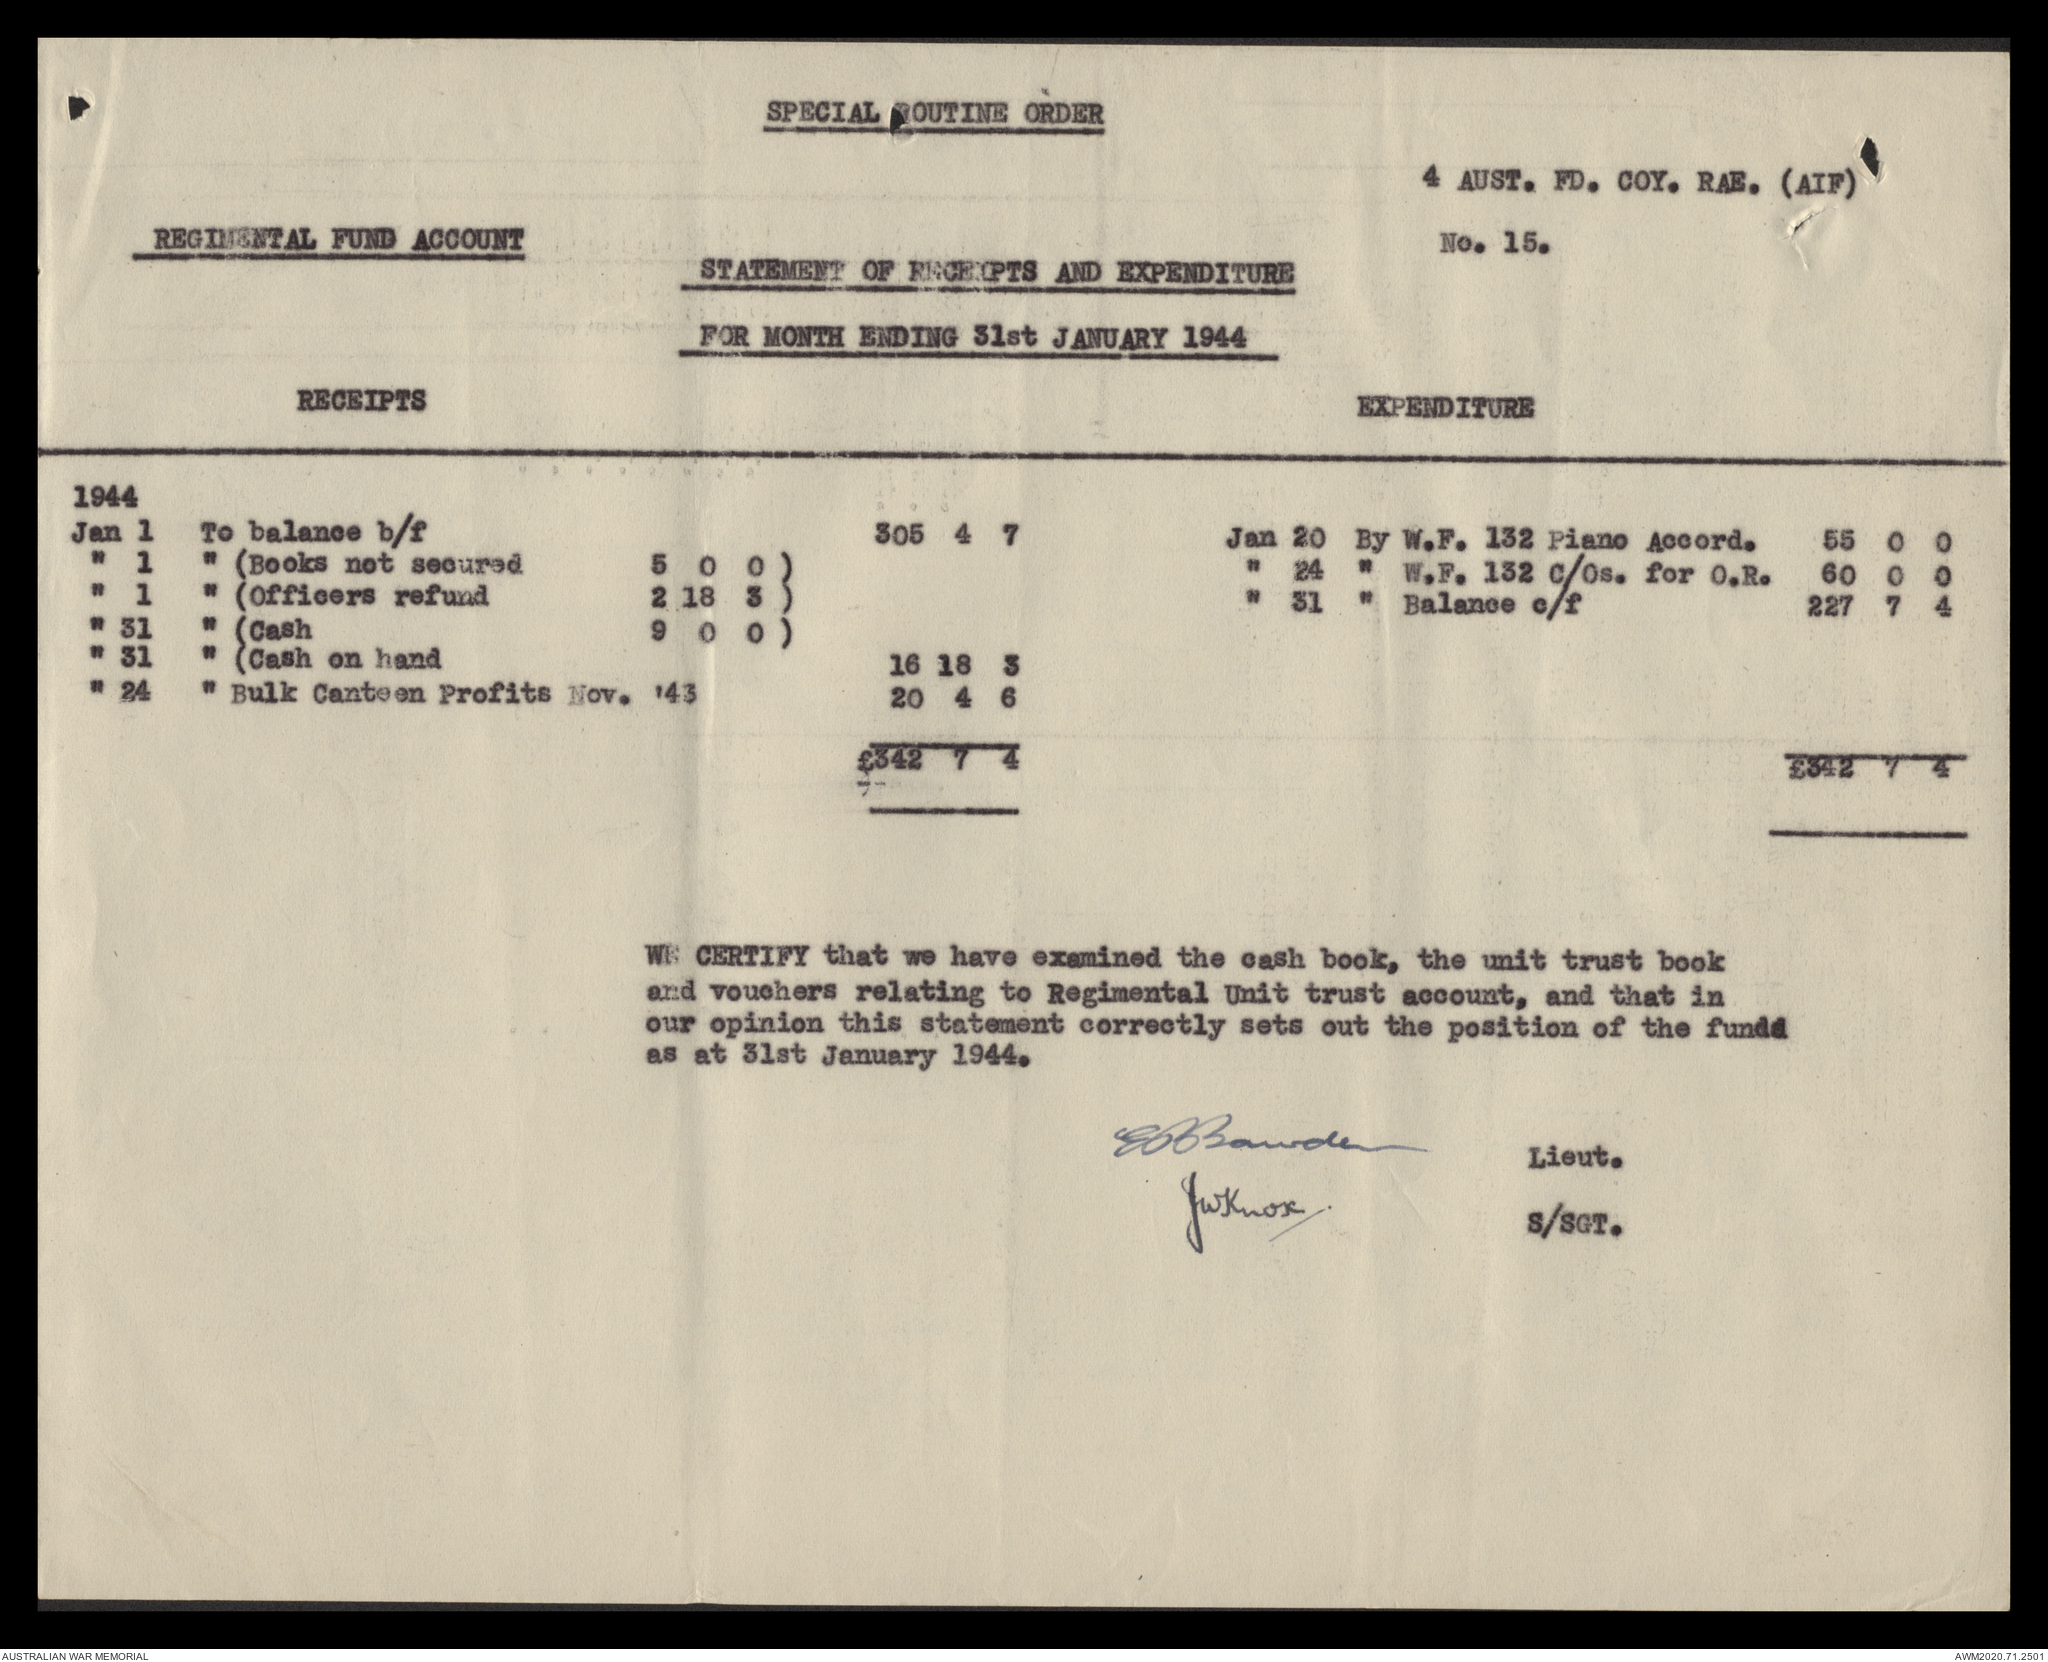 SPECIAL ROUTINE ORDER
4 AUST. FD. COY. RAE. (AIF)
REGIMENTAL FUND ACCOUNT
No. 15.
STATEMENT OF RECEIPTS AND EXPENDITURE
FOR MONTH ENDING 31st JANUARY 1944
RECEIPTS
EXPENDITURE
1944
Jan 1 To balance b/f 305 4 7
" 1 " (Books not secured 5 0 0 )
" 1 " (Officers refund 2 18 3 )
" 31 " (Cash 9 0 0 )
" 31 " (Cash on hand 16 18 3
" 24 " Bulk Canteen Profits Nov. '43 20 4 6
£342 7 4
Jan 20 By W.F. 132 Piano Accord. 55 0 0
" 24 " W.F. 132 C/Os. for O.R. 60 0 0
" 31 " Balance c/f 227 7 4
£342 7 4
WE CERTIFY that we have examined the cash book, the unit trust book
and vouchers relating to Regimental Unit trust account, and that in
our opinion this statement correctly sets out the position of the fundd
as at 31st January 1944.
Bawden Lieut.
JWKnox. S/SGT.
AUSTRALIAN WAR MEMORIAL
AWM2020.71.2501